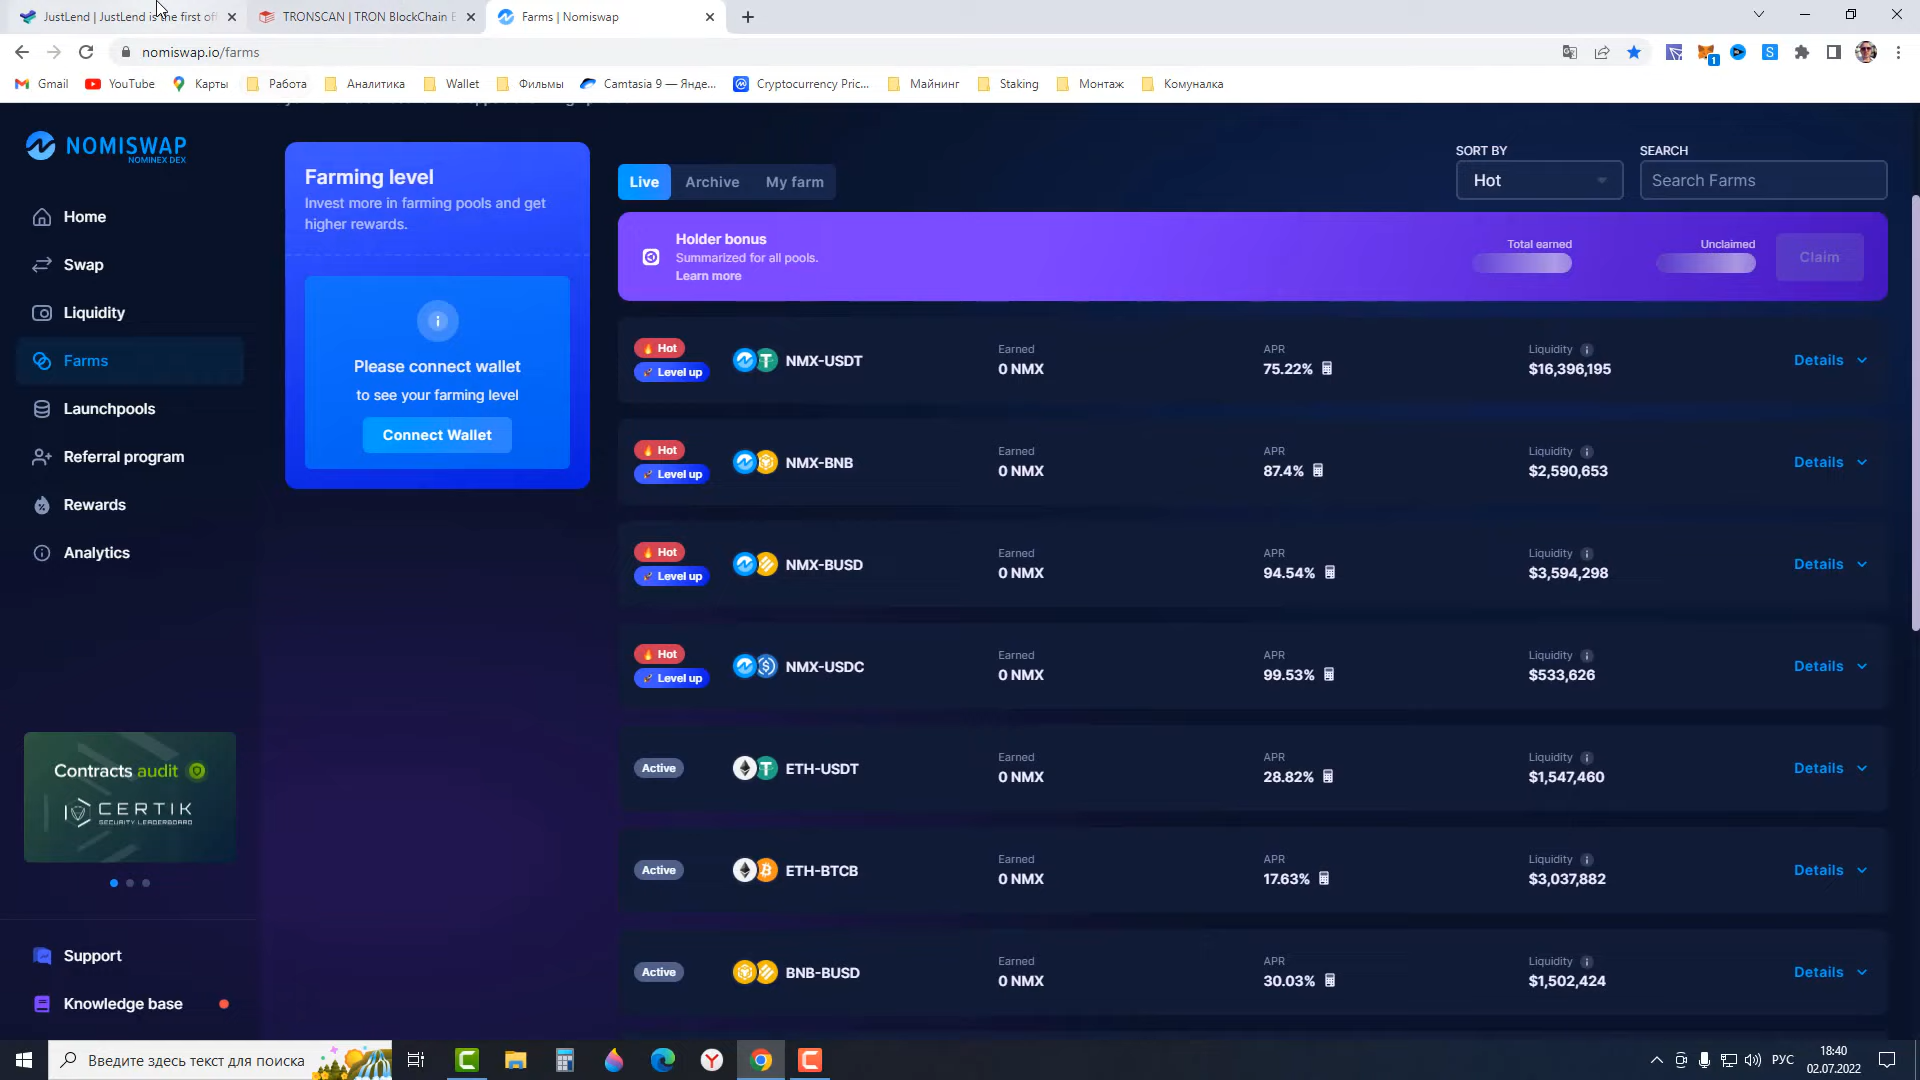 JustLend | JustLend is the first off
TRONSCAN | TRON BlockChain E
Farms | Nomiswap
nomiswap.io/farms
1
S
Gmail
YouTube
Карты
Работа
Аналитика
Wallet
Фильмы
Camtasia 9 — Янде...
Cryptocurrency Pric...
Майнинг
Staking
Монтаж
Комуналка
NOMISWAP
NOMINEX DEX
Home
Swap
Liquidity
Farms
Launchpools
Referral program
Rewards
Analytics
Contracts audit
CERTIK
SECURITY LEADERBOARD
Support
Knowledge base
Farming level
Invest more in farming pools and get
higher rewards.
Please connect wallet
to see your farming level
Connect Wallet
Live
Archive
My farm
SORT BY
Hot
SEARCH
Search Farms
Holder bonus
Summarized for all pools.
Learn more
Total earned
Unclaimed
Claim
Hot
Level up
NMX-USDT
Earned
0 NMX
APR
75.22%
Liquidity
$16,396,195
Details
Hot
Level up
NMX-BNB
Earned
0 NMX
APR
87.4%
Liquidity
$2,590,653
Details
Hot
Level up
NMX-BUSD
Earned
0 NMX
APR
94.54%
Liquidity
$3,594,298
Details
Hot
Level up
NMX-USDC
Earned
0 NMX
APR
99.53%
Liquidity
$533,626
Details
Active
ETH-USDT
Earned
0 NMX
APR
28.82%
Liquidity
$1,547,460
Details
Active
ETH-BTCB
Earned
0 NMX
APR
17.63%
Liquidity
$3,037,882
Details
Active
BNB-BUSD
Earned
0 NMX
APR
30.03%
Liquidity
$1,502,424
Details
Введите здесь текст для поиска
РУС
18:40
02.07.2022